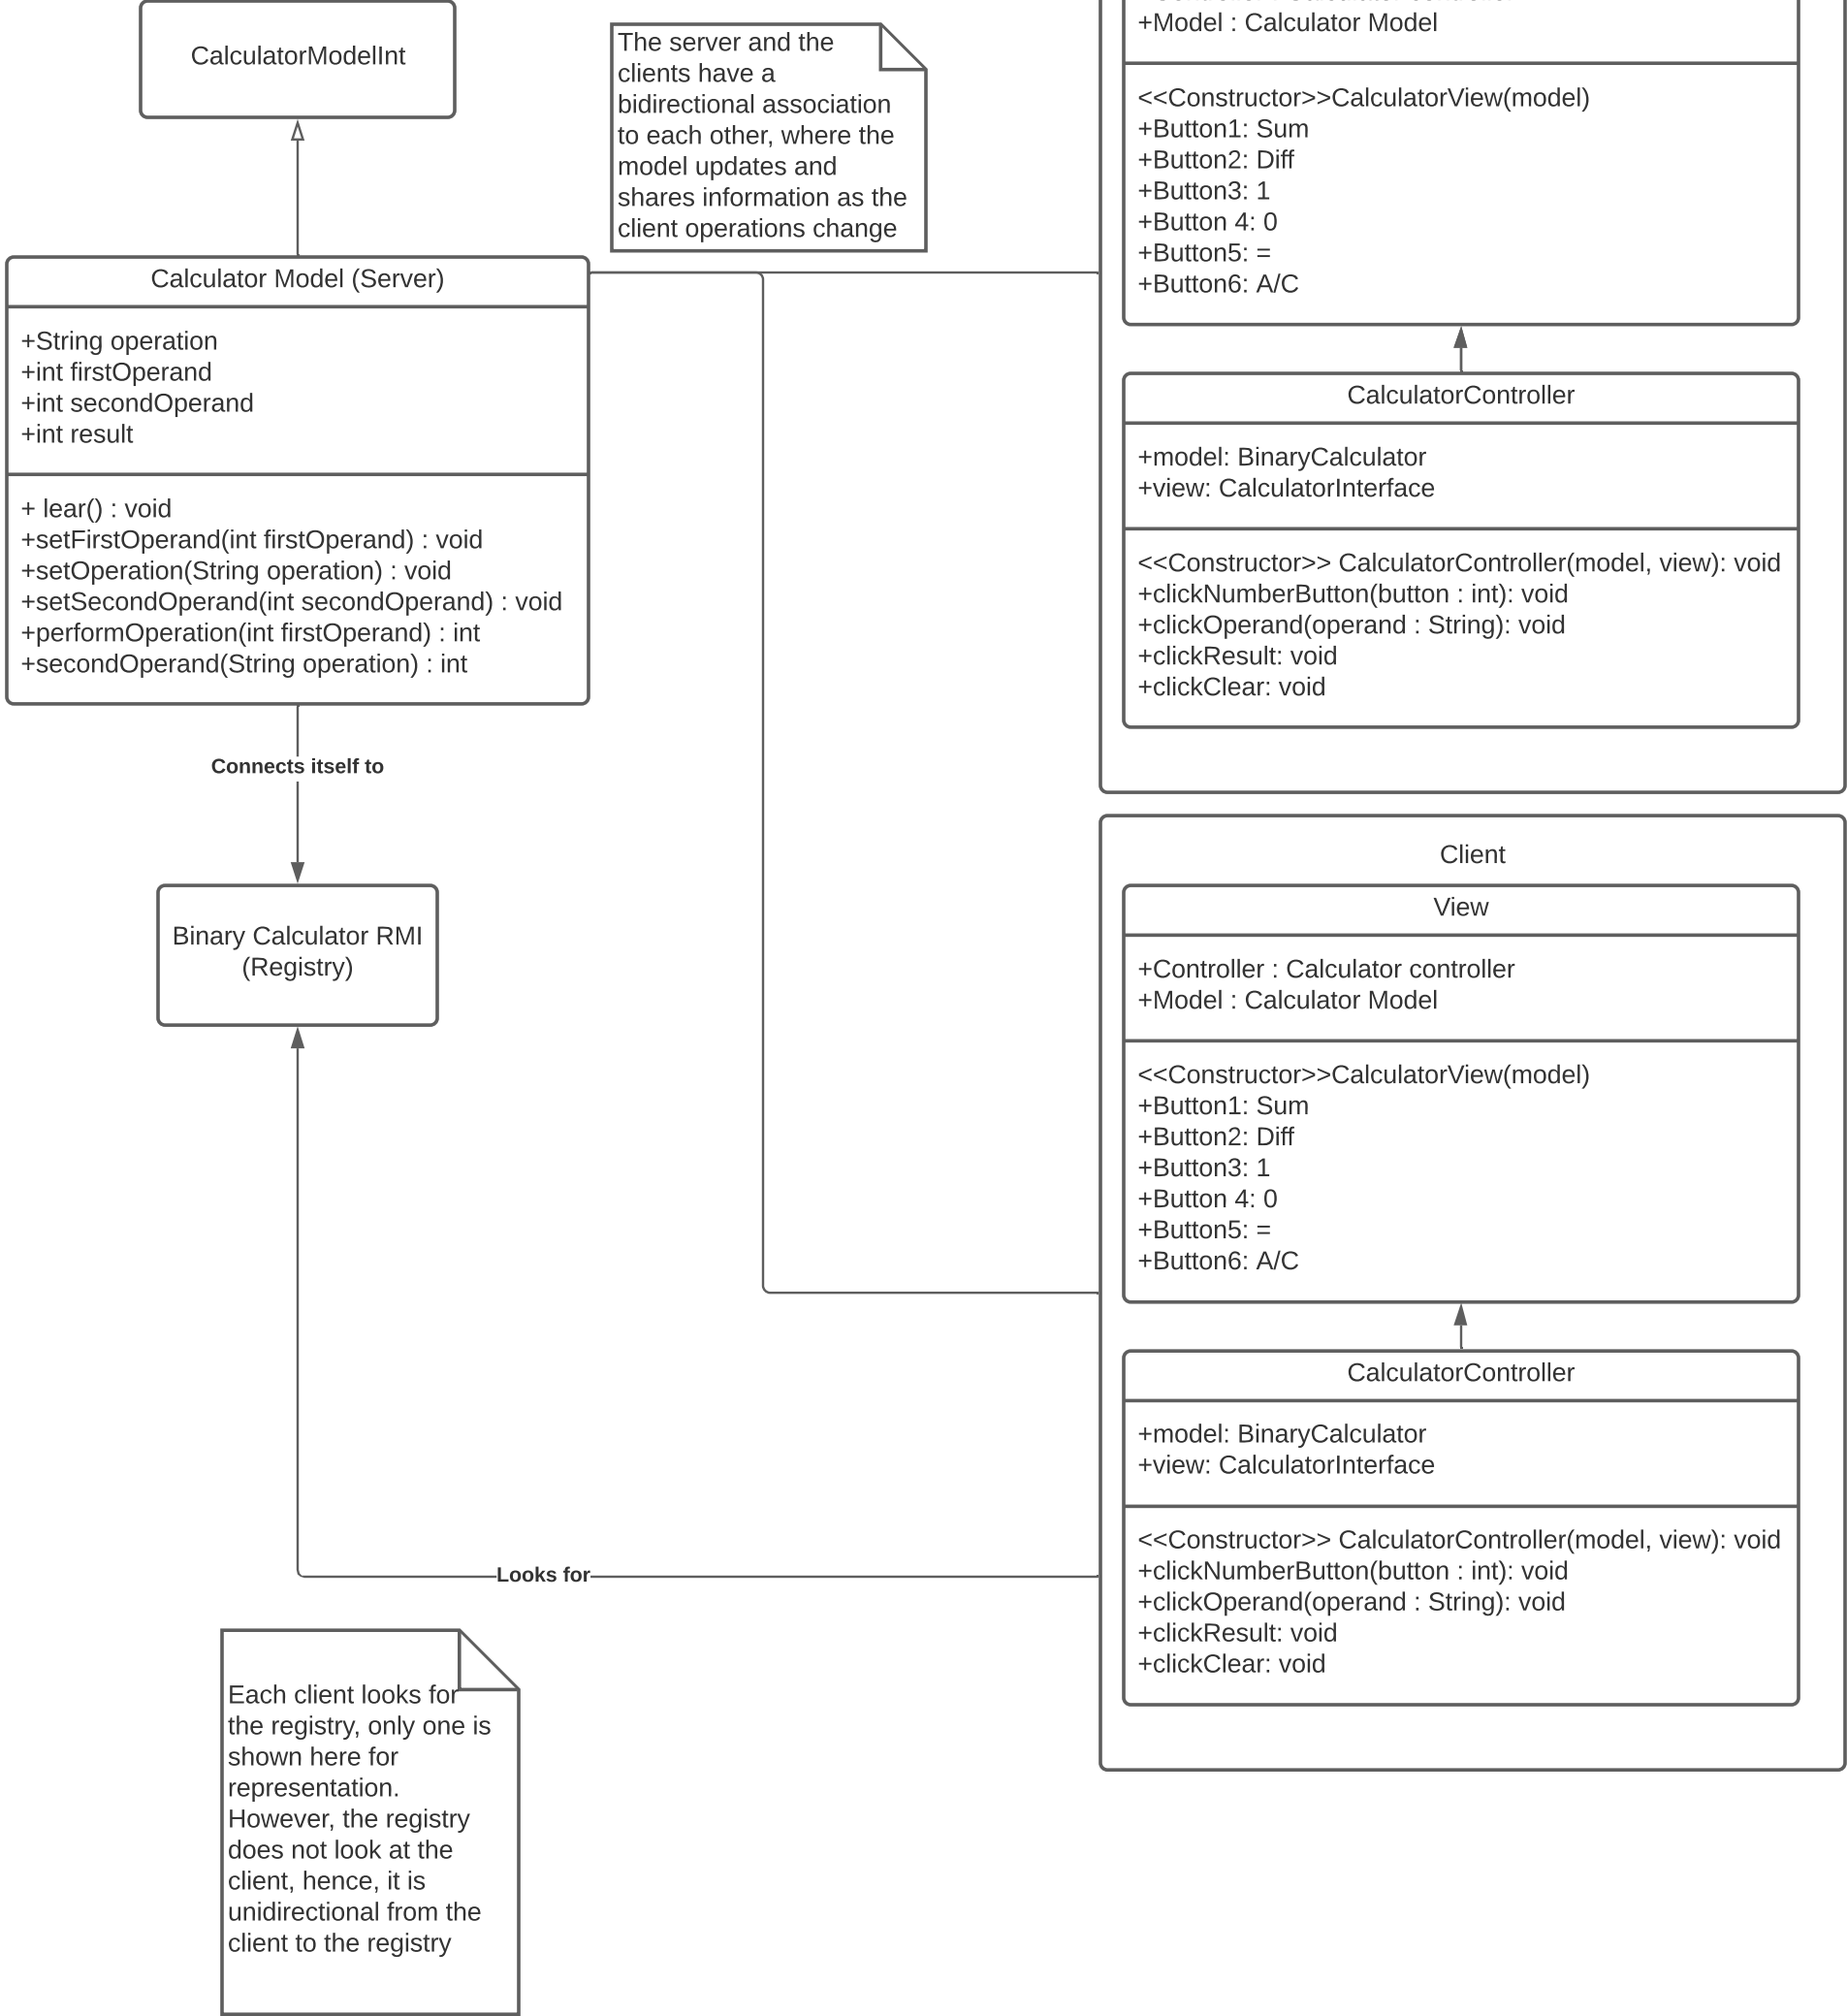 CalculatorModelInt
The server and the
clients have a
bidirectional association
to each other, where the
model updates and
shares information as the
client operations change
Calculator Model (Server)
+String operation
+int firstOperand
+int secondOperand
+int result
+ lear() : void
+setFirstOperand(int firstOperand) : void
+setOperation(String operation) : void
+setSecondOperand(int secondOperand) : void
+performOperation(int firstOperand) : int
+secondOperand(String operation) : int
Connects itself to
Binary Calculator RMI
(Registry)
+Model : Calculator Model
<<Constructor>>CalculatorView(model)
+Button1: Sum
+Button2: Diff
+Button3: 1
+Button 4: 0
+Button5: =
+Button6: A/C
CalculatorController
+model: BinaryCalculator
+view: CalculatorInterface
<<Constructor>> CalculatorController(model, view): void
+clickNumberButton(button : int): void
+clickOperand(operand : String): void
+clickResult: void
+clickClear: void
Client
View
+Controller : Calculator controller
+Model : Calculator Model
<<Constructor>>CalculatorView(model)
+Button1: Sum
+Button2: Diff
+Button3: 1
+Button 4: 0
+Button5: =
+Button6: A/C
CalculatorController
+model: BinaryCalculator
+view: CalculatorInterface
<<Constructor>> CalculatorController(model, view): void
+clickNumberButton(button : int): void
+clickOperand(operand : String): void
+clickResult: void
+clickClear: void
Looks for
Each client looks for
the registry, only one is
shown here for
representation.
However, the registry
does not look at the
client, hence, it is
unidirectional from the
client to the registry